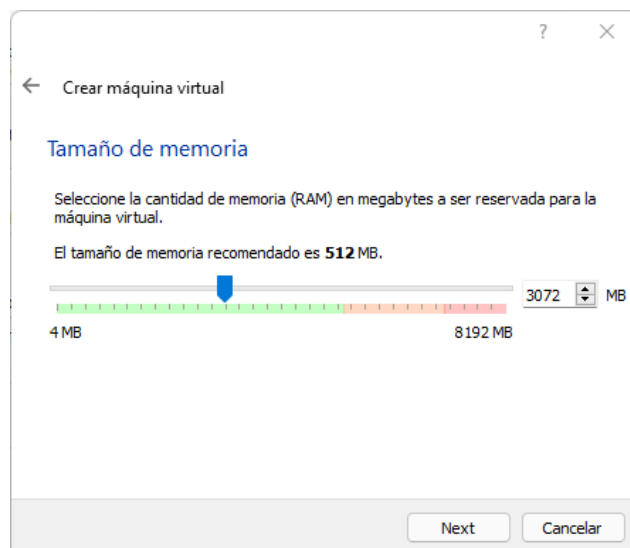 ?
Crear máquina virtual
Tamaño de memoria
Seleccione la cantidad de memoria (RAM) en megabytes a ser reservada para la
máquina virtual.
El tamaño de memoria recomendado es 512 MB.
3072 MB
4 MB 8192 MB
Next Cancelar